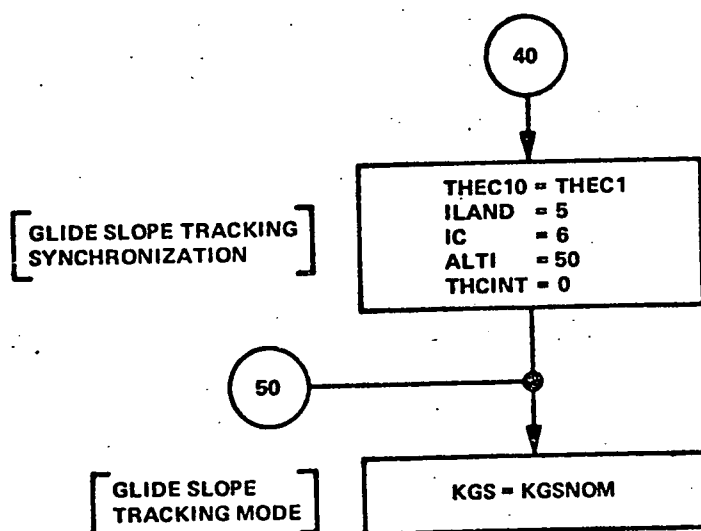 40
THEC10 = THEC1
ILAND = 5
IC = 6
ALTI = 50
THCINT = 0
GLIDE SLOPE TRACKING
SYNCHRONIZATION
50
GLIDE SLOPE
TRACKING MODE
KGS = KGSNOM